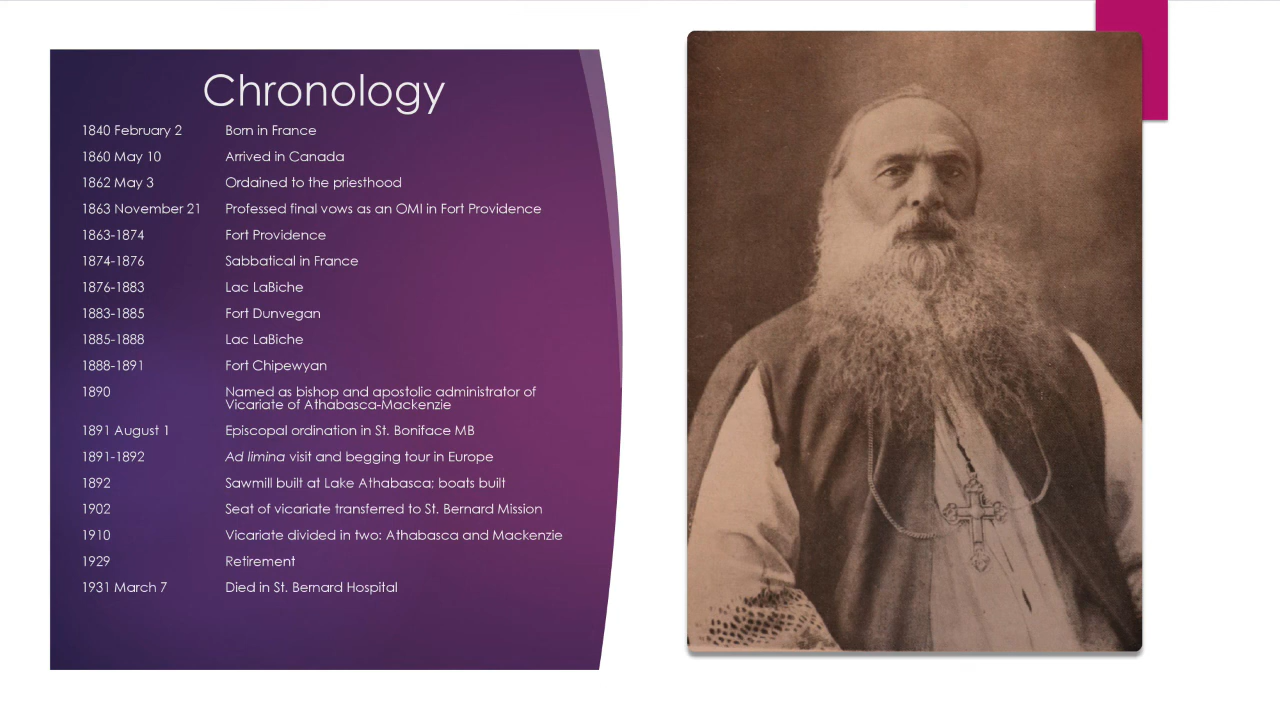 Chronology
1840 February 2 Born in France
1860 May 10 Arrived in Canada
1862 May 3 Ordained to the priesthood
1863 November 21 Professed final vows as an OMI in Fort Providence
1863-1874 Fort Providence
1874-1876 Sabbatical in France
1876-1883 Lac LaBiche
1883-1885 Fort Dunvegan
1885-1888 Lac LaBiche
1888-1891 Fort Chipewyan
1890 Named as bishop and apostolic administrator of
Vicariate of Athabasca-Mackenzie
1891 August 1 Episcopal ordination in St. Boniface MB
1891-1892 Ad limina visit and begging tour in Europe
1892 Sawmill built at Lake Athabasca; boats built
1902 Seat of vicariate transferred to St. Bernard Mission
1910 Vicariate divided in two: Athabasca and Mackenzie
1929 Retirement
1931 March 7 Died in St. Bernard Hospital